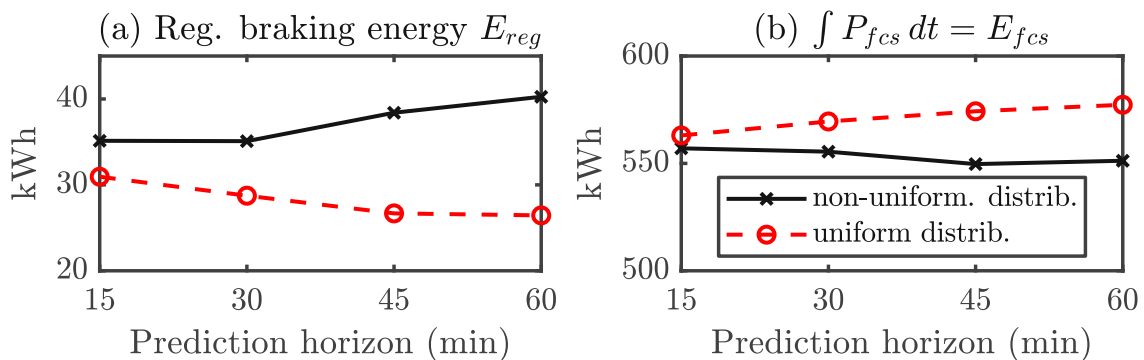 (a) Reg. braking energy E_reg
kWh
40
30
20
15 30 45 60
Prediction horizon (min)
(b) ∫ P_fcs dt = E_fcs
kWh
600
550
500
non-uniform. distrib.
uniform distrib.
15 30 45 60
Prediction horizon (min)